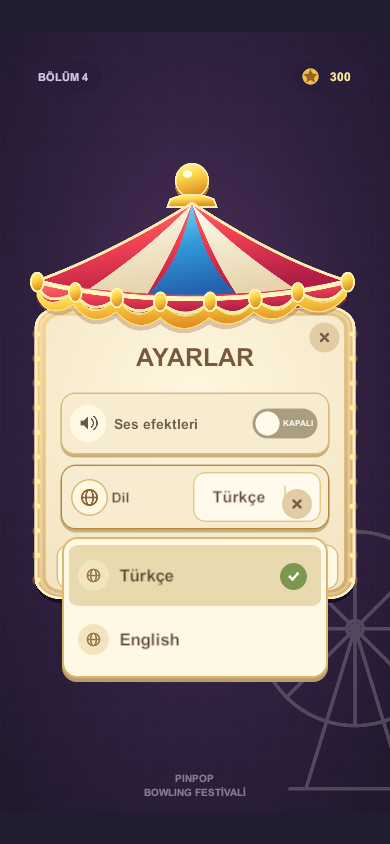 BÖLÜM 4
300
AYARLAR
Ses efektleri
KAPALI
Dil
Türkçe
Türkçe
English
PINPOP
BOWLING FESTİVALİ